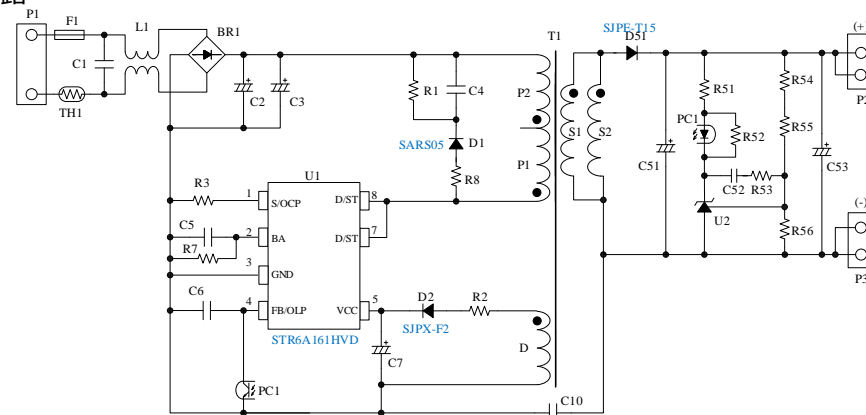 路
P1
F1
L1
BR1
T1
SJPE-T15
D51
(+)
C1
TH1
C2
C3
R1
C4
P2
R51
R54
PC1
R52
R55
SARS05
D1
P1
S1
S2
C51
C53
R8
C52
R53
U1
R3
1
S/OCP
D/ST
8
U2
R56
(-)
C5
2
BA
D/ST
7
R7
3
GND
P3
C6
4
FB/OLP
VCC
5
D2
R2
STR6A161HVD
SJPX-F2
D
C7
PC1
C10